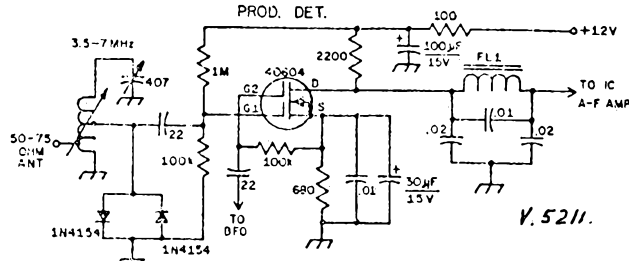 PROD. DET.
100
+12V
3.5-7MHz
407
1M
2200
100µF
15V
FL1
40604
G2
D
G1
S
.01
TO IC
A-F AMP
50-75
OHM
ANT
22
100k
100k
.02
.02
22
680
.01
30µF
15V
TO
BFO
1N4154
1N4154
V.5211.